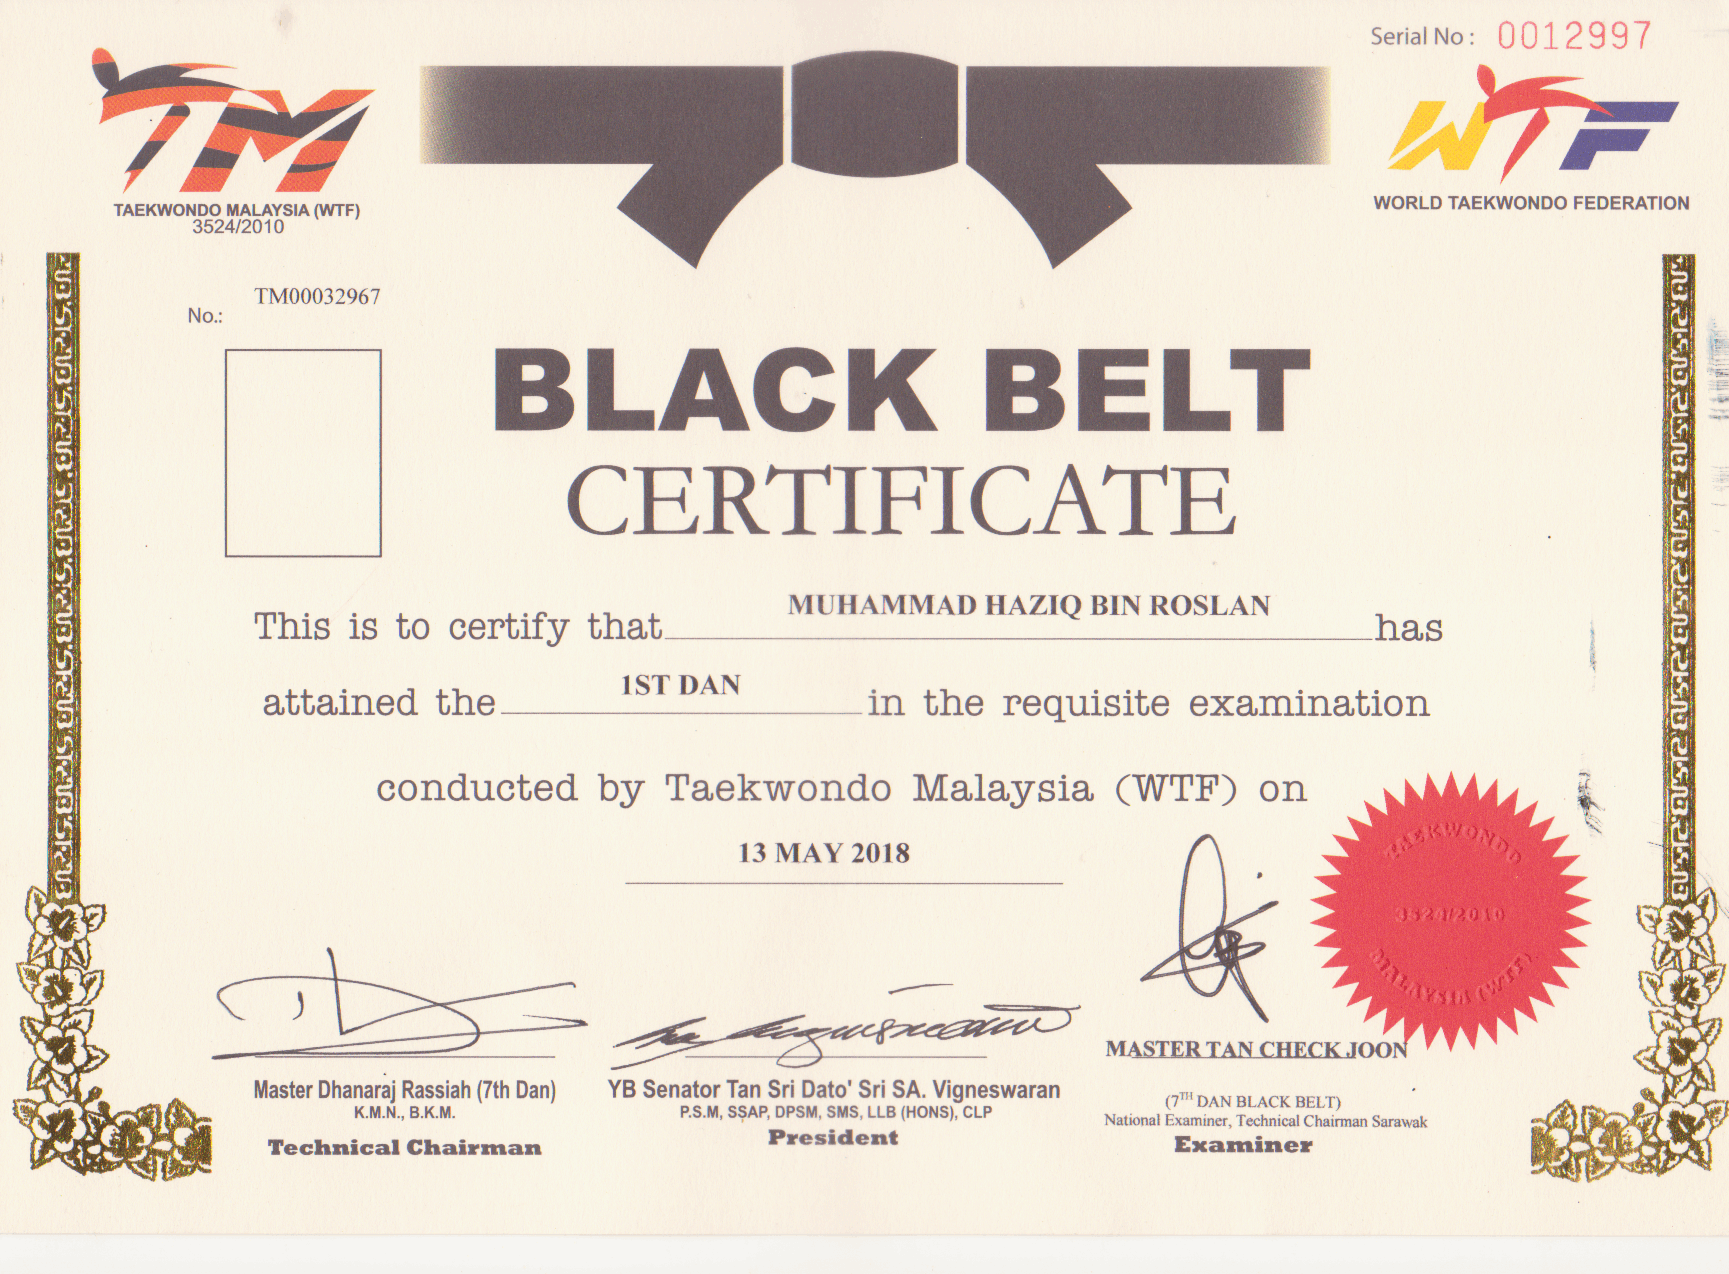 Serial No : 0012997
TM
TAEKWONDO MALAYSIA (WTF)
3524/2010
WTF
WORLD TAEKWONDO FEDERATION
No.: TM00032967
BLACK BELT
CERTIFICATE
This is to certify that MUHAMMAD HAZIQ BIN ROSLAN has
attained the 1ST DAN in the requisite examination
conducted by Taekwondo Malaysia (WTF) on
13 MAY 2018
TAEKWONDO
3524/2010
MALAYSIA (WTF)
Master Dhanaraj Rassiah (7th Dan)
K.M.N., B.K.M.
Technical Chairman
YB Senator Tan Sri Dato' Sri SA. Vigneswaran
P.S.M, SSAP, DPSM, SMS, LLB (HONS), CLP
President
MASTER TAN CHECK JOON
(7TH DAN BLACK BELT)
National Examiner, Technical Chairman Sarawak
Examiner